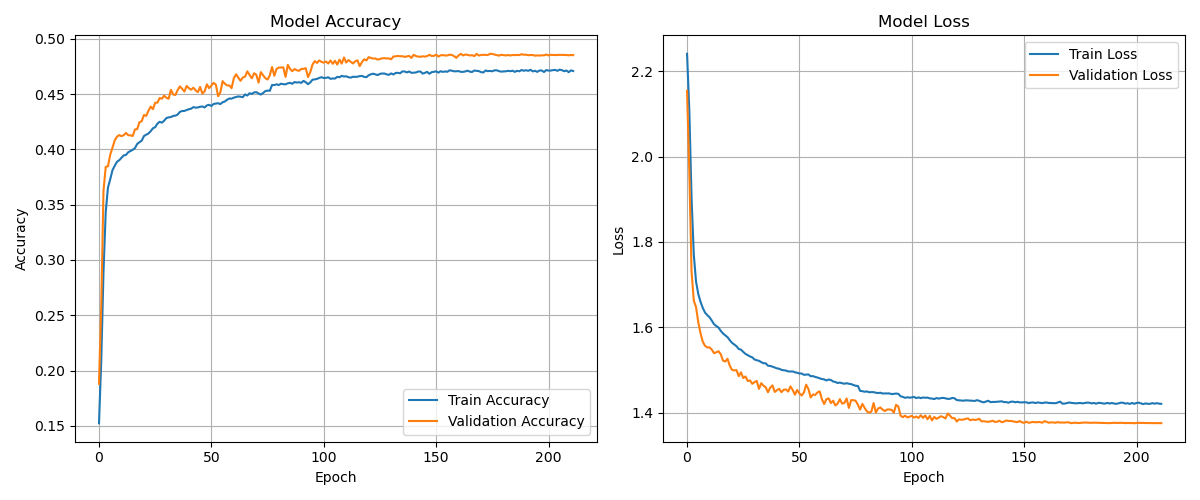 Model Accuracy
0.50
0.45
0.40
0.35
0.30
0.25
0.20
0.15
Accuracy
0 50 100 150 200
Epoch
Train Accuracy
Validation Accuracy
Model Loss
2.2
2.0
1.8
1.6
1.4
Loss
0 50 100 150 200
Epoch
Train Loss
Validation Loss